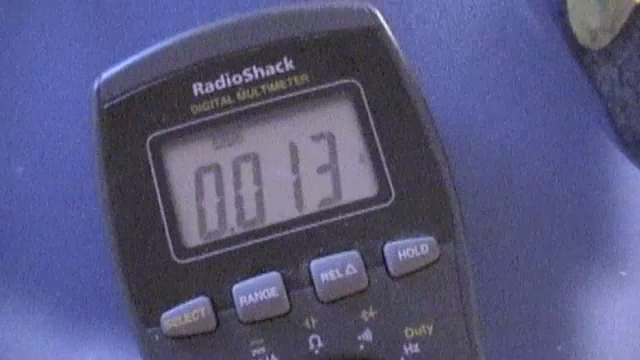 RadioShack
DIGITAL MULTIMETER
0.013
SELECT RANGE REL△ HOLD
Ω Duty
Hz